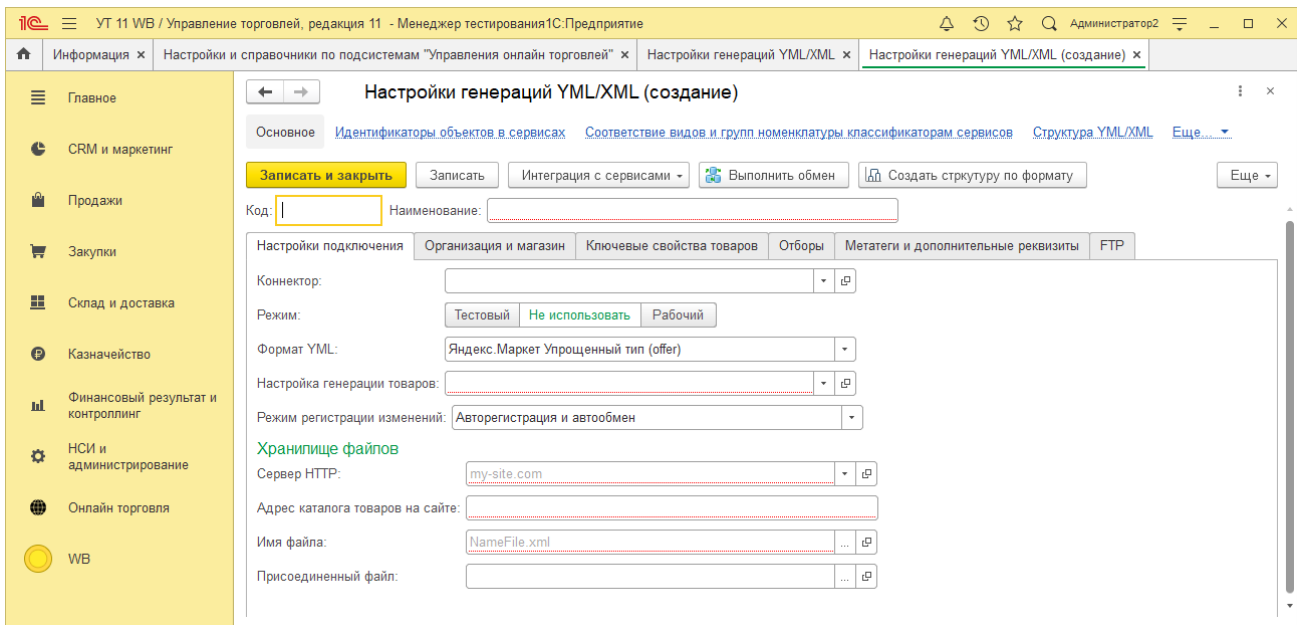 1С УТ 11 WB / Управление торговлей, редакция 11 - Менеджер тестирования1С:Предприятие Администратор2
Информация × Настройки и справочники по подсистемам "Управления онлайн торговлей" × Настройки генераций YML/XML × Настройки генераций YML/XML (создание) ×
Главное
CRM и маркетинг
Продажи
Закупки
Склад и доставка
Казначейство
Финансовый результат и
контроллинг
НСИ и
администрирование
Онлайн торговля
WB
Настройки генераций YML/XML (создание)
Основное Идентификаторы объектов в сервисах Соответствие видов и групп номенклатуры классификаторам сервисов Структура YML/XML Еще...
Записать и закрыть Записать Интеграция с сервисами Выполнить обмен Создать стркутуру по формату Еще
Код: Наименование:
Настройки подключения Организация и магазин Ключевые свойства товаров Отборы Метатеги и дополнительные реквизиты FTP
Коннектор:
Режим: Тестовый Не использовать Рабочий
Формат YML: Яндекс.Маркет Упрощенный тип (offer)
Настройка генерации товаров:
Режим регистрации изменений: Авторегистрация и автообмен
Хранилище файлов
Сервер HTTP: my-site.com
Адрес каталога товаров на сайте:
Имя файла: NameFile.xml ...
Присоединенный файл: ...